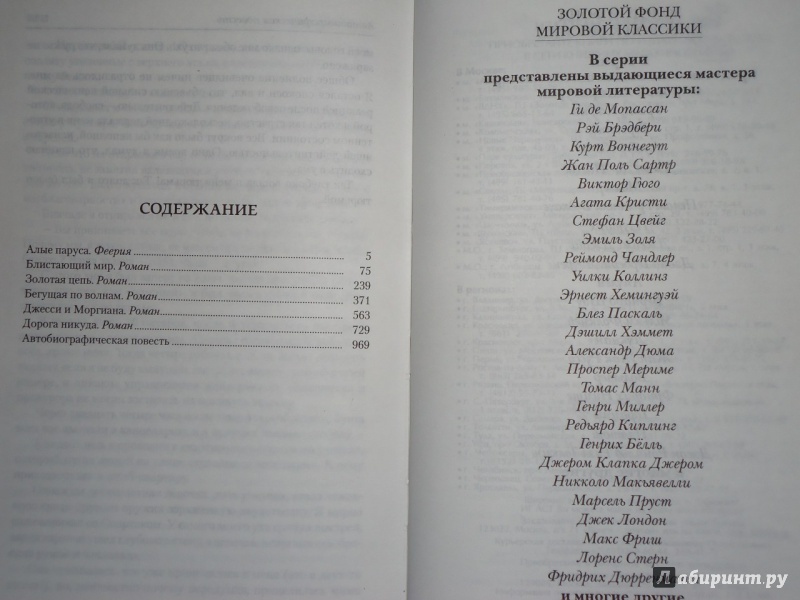 СОДЕРЖАНИЕ
Алые паруса. Феерия 5
Блистающий мир. Роман 75
Золотая цепь. Роман 239
Бегущая по волнам. Роман 371
Джесси и Моргиана. Роман 563
Дорога никуда. Роман 729
Автобиографическая повесть 969
ЗОЛОТОЙ ФОНД
МИРОВОЙ КЛАССИКИ
В серии
представлены выдающиеся мастера
мировой литературы:
Ги де Мопассан
Рэй Брэдбери
Курт Воннегут
Жан Поль Сартр
Виктор Гюго
Агата Кристи
Стефан Цвейг
Эмиль Золя
Реймонд Чандлер
Уилки Коллинз
Эрнест Хемингуэй
Блез Паскаль
Дэшилл Хэммет
Александр Дюма
Проспер Мериме
Томас Манн
Генри Миллер
Редьярд Киплинг
Генрих Бёлль
Джером Клапка Джером
Никколо Макьявелли
Марсель Пруст
Джек Лондон
Макс Фриш
Лоренс Стерн
Фридрих
и многие другие
Лабиринт.ру